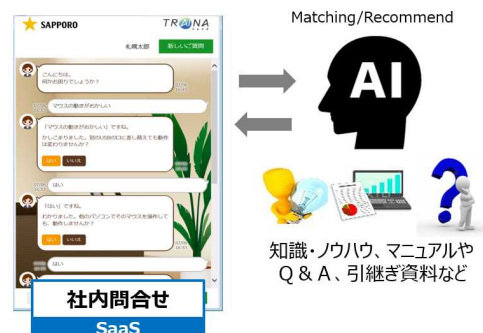 SAPPORO
TRAINA
札幌太郎
新しいご質問
こんにちは。
何かお困りでしょうか?
マウスの動きがおかしい
「マウスの動きがおかしい」ですね。
かしこまりました。別のUSBの口に差し替えても動作
は変わりませんか?
はい
いいえ
はい
「はい」ですね。
わかりました。他のパソコンでそのマウスを操作して
も、動作しませんか?
はい
いいえ
はい
社内問合せ
SaaS
Matching/Recommend
AI
知識・ノウハウ、マニュアルや
Q & A、引継ぎ資料など